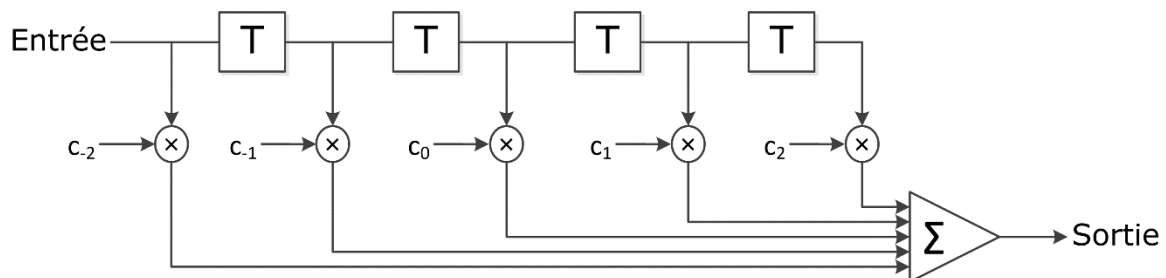 Entrée T T T T
× × × × ×
c-2 c-1 c0 c1 c2
Σ Sortie